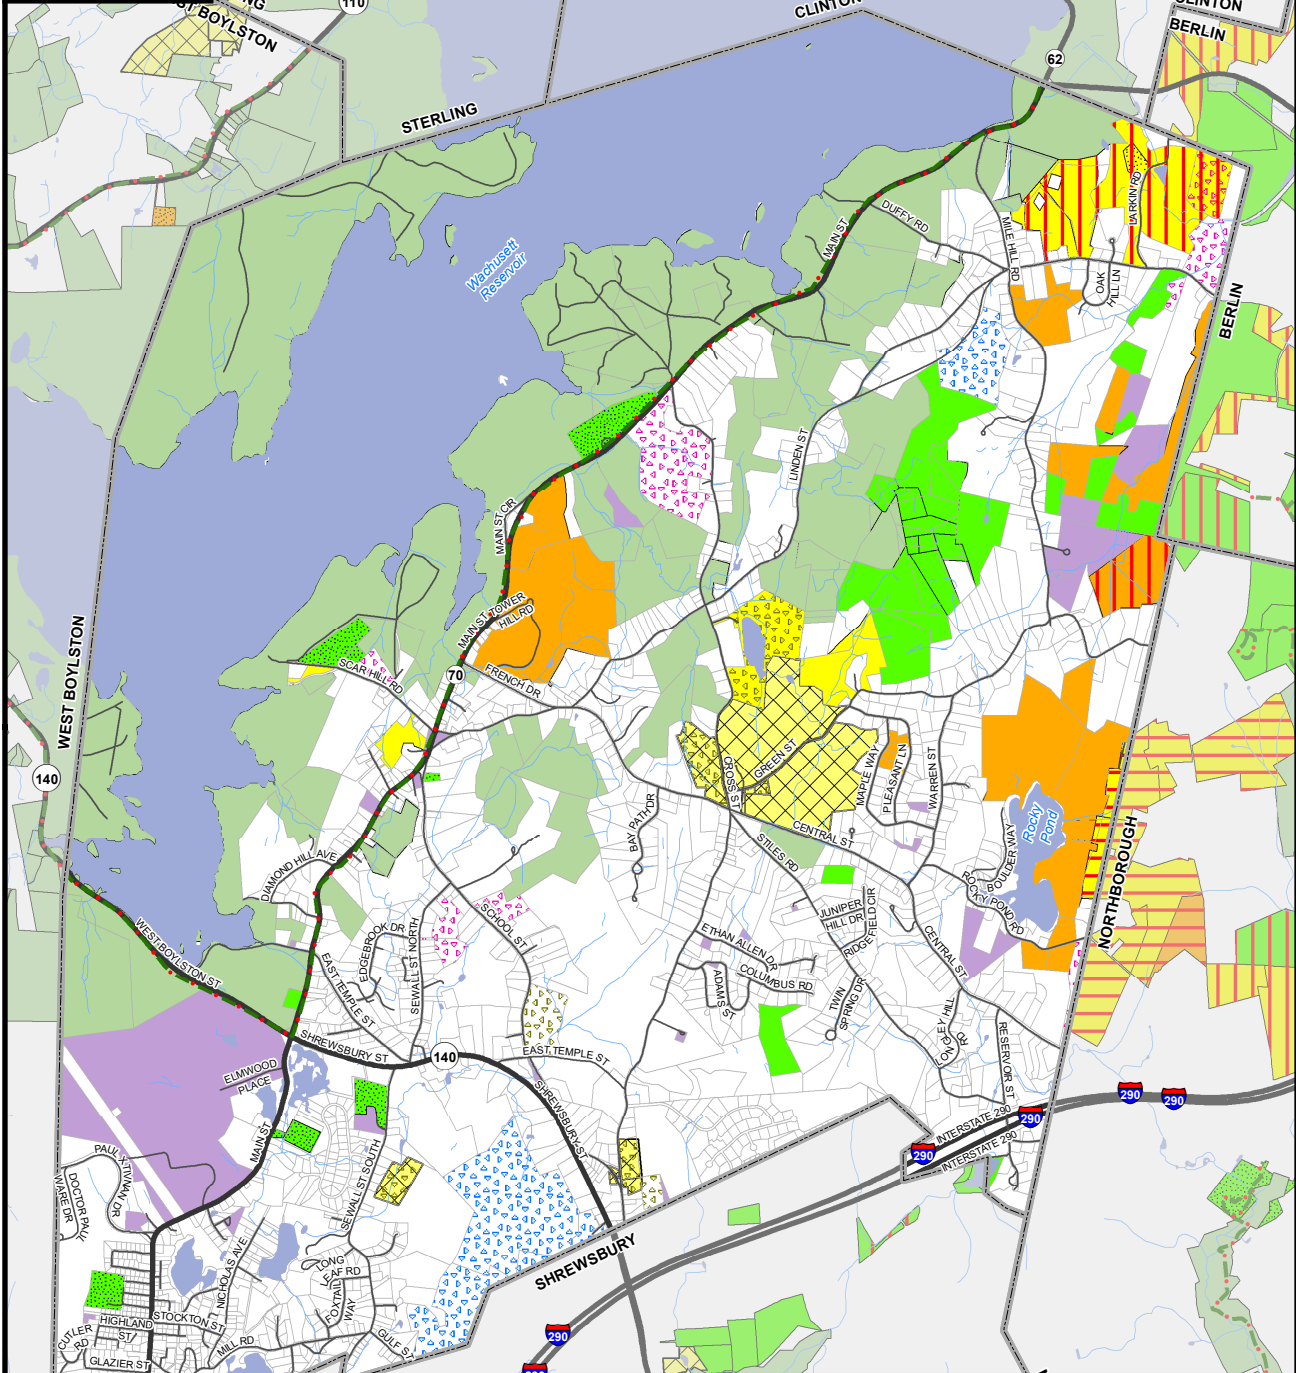 NG
ST BOYLSTON
110
CLINTON
CLINTON
BERLIN
62
STERLING
LARKIN RD
DUFFY RD
MAIN ST
MILE HILL RD
Wachusett
Reservoir
OAK
HILL LN
BERLIN
LINDEN ST
MAIN ST CIR
MAIN ST
TOWER
HILL RD
WEST BOYLSTON
SCAR HILL RD
70
FRENCH DR
140
CROSS ST
GREEN ST
MAPLE WAY
PLEASANT LN
WARREN ST
BAY PATH DR
CENTRAL ST
STILES RD
Rocky
Pond
BOULDER WAY
ROCKY POND RD
NORTHBOROUGH
DIAMOND HILL AVE
JUNIPER
HILL DR
RIDGEFIELD CIR
SCHOOL ST
WEST BOYLSTON ST
EDGEBROOK DR
SEWALL ST NORTH
EAST TEMPLE ST
ETHAN ALLEN DR
COLUMBUS RD
ADAMS ST
TWIN
SPRING DR
CENTRAL ST
LONGLEY HILL
RD
RESERVOIR ST
SHREWSBURY ST
140
EAST TEMPLE ST
ELMWOOD
PLACE
SHREWSBURY ST
290
290
290
INTERSTATE 290
INTERSTATE 290
290
MAIN ST
PAUL X TIVNAN DR
DOCTOR PAUL
WARE DR
SEWALL ST SOUTH
SHREWSBURY
NICHOLAS AVE
LONG
LEAF RD
FOXTAIL
WAY
HIGHLAND
ST
STOCKTON ST
CUTLER
RD
MILL RD
GULF ST
GLAZIER ST
290